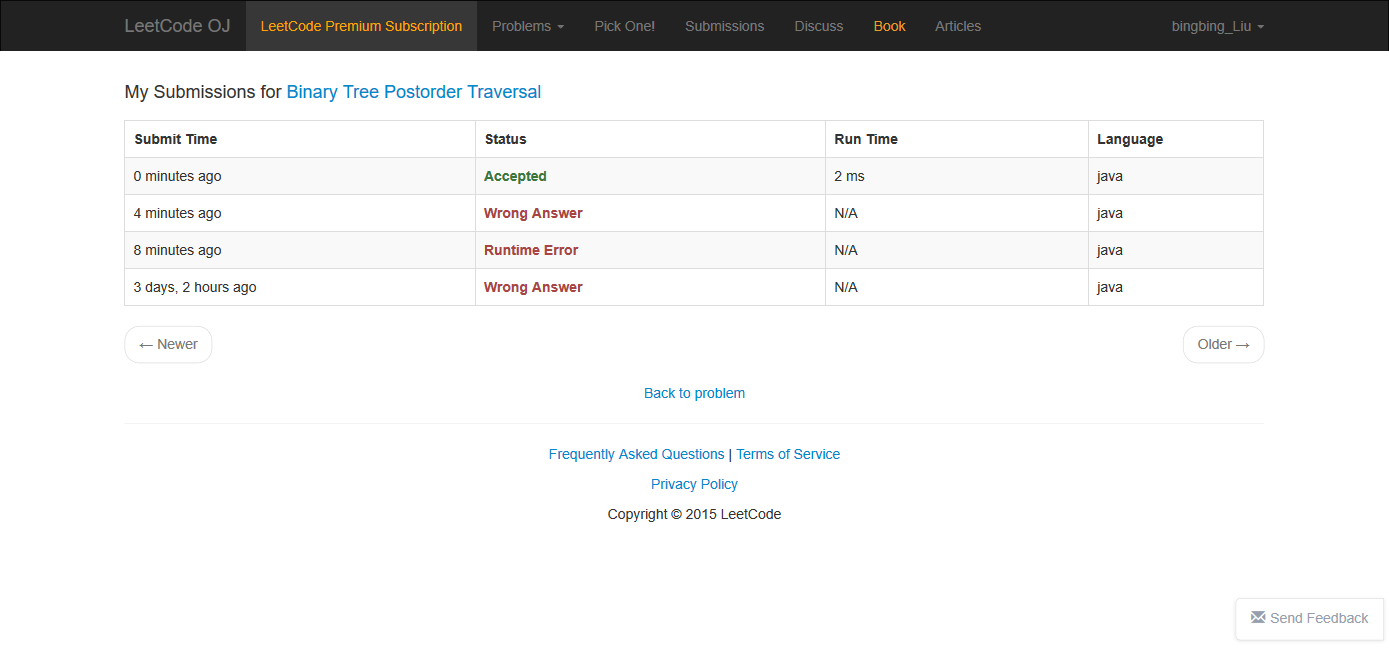 LeetCode OJ LeetCode Premium Subscription Problems Pick One! Submissions Discuss Book Articles bingbing_Liu
My Submissions for Binary Tree Postorder Traversal
Submit Time Status Run Time Language
0 minutes ago Accepted 2 ms java
4 minutes ago Wrong Answer N/A java
8 minutes ago Runtime Error N/A java
3 days, 2 hours ago Wrong Answer N/A java
← Newer Older →
Back to problem
Frequently Asked Questions | Terms of Service
Privacy Policy
Copyright © 2015 LeetCode
Send Feedback